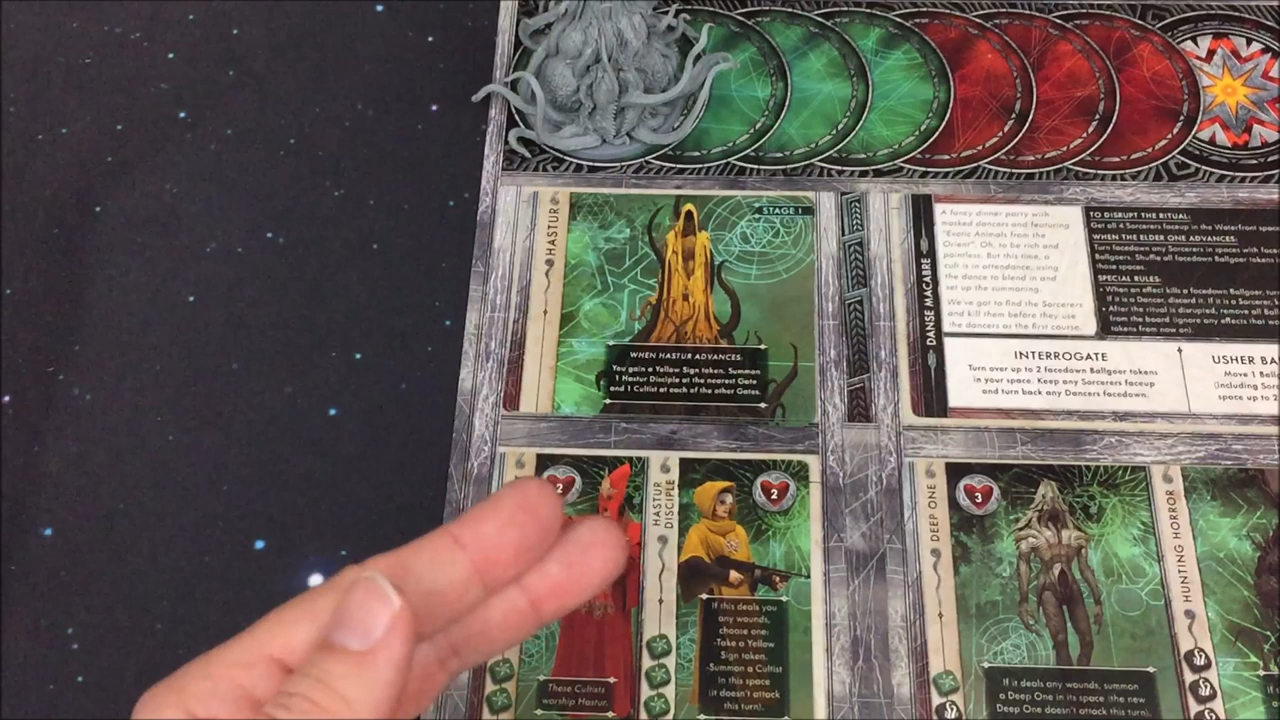 HASTUR
STAGE 1
WHEN HASTUR ADVANCES:
You gain a Yellow Sign token. Summon
1 Hastur Disciple at the nearest Gate
and 1 Cultist at each of the other Gates.
DANSE MACABRE
A fancy dinner party with
masked dancers and featuring
"Exotic Animals from the
Orient". Oh, to be rich and
pointless. But this time, a
cult is in attendance, using
the dance to blend in and
set up the summoning.
We've got to find the Sorcerers
and kill them before they use
the dancers as the first course.
TO DISRUPT THE RITUAL:
Get all 4 Sorcerers faceup in the Waterfront
WHEN THE ELDER ONE ADVANCES:
Turn facedown any Sorcerers in spaces with
Ballgoers. Shuffle all facedown Ballgoer tokens
those spaces.
SPECIAL RULES:
• When an effect kills a facedown Ballgoer,
If it is a Dancer, discard it. If it is a Sorcerer,
• After the ritual is disrupted, remove all
from the board (ignore any effects that
tokens from now on).
INTERROGATE
Turn over up to 2 facedown Ballgoer tokens
in your space. Keep any Sorcerers faceup
and turn back any Dancers facedown.
USHER
Move 1
(including
space up to
2
These Cultists
worship Hastur.
HASTUR
DISCIPLE
2
If this deals you
any wounds,
choose one:
-Take a Yellow
Sign token.
-Summon a Cultist
in this space
(it doesn't attack
this turn).
DEEP ONE
3
If it deals any wounds, summon
a Deep One in its space (the new
Deep One doesn't attack this turn).
HUNTING HORROR